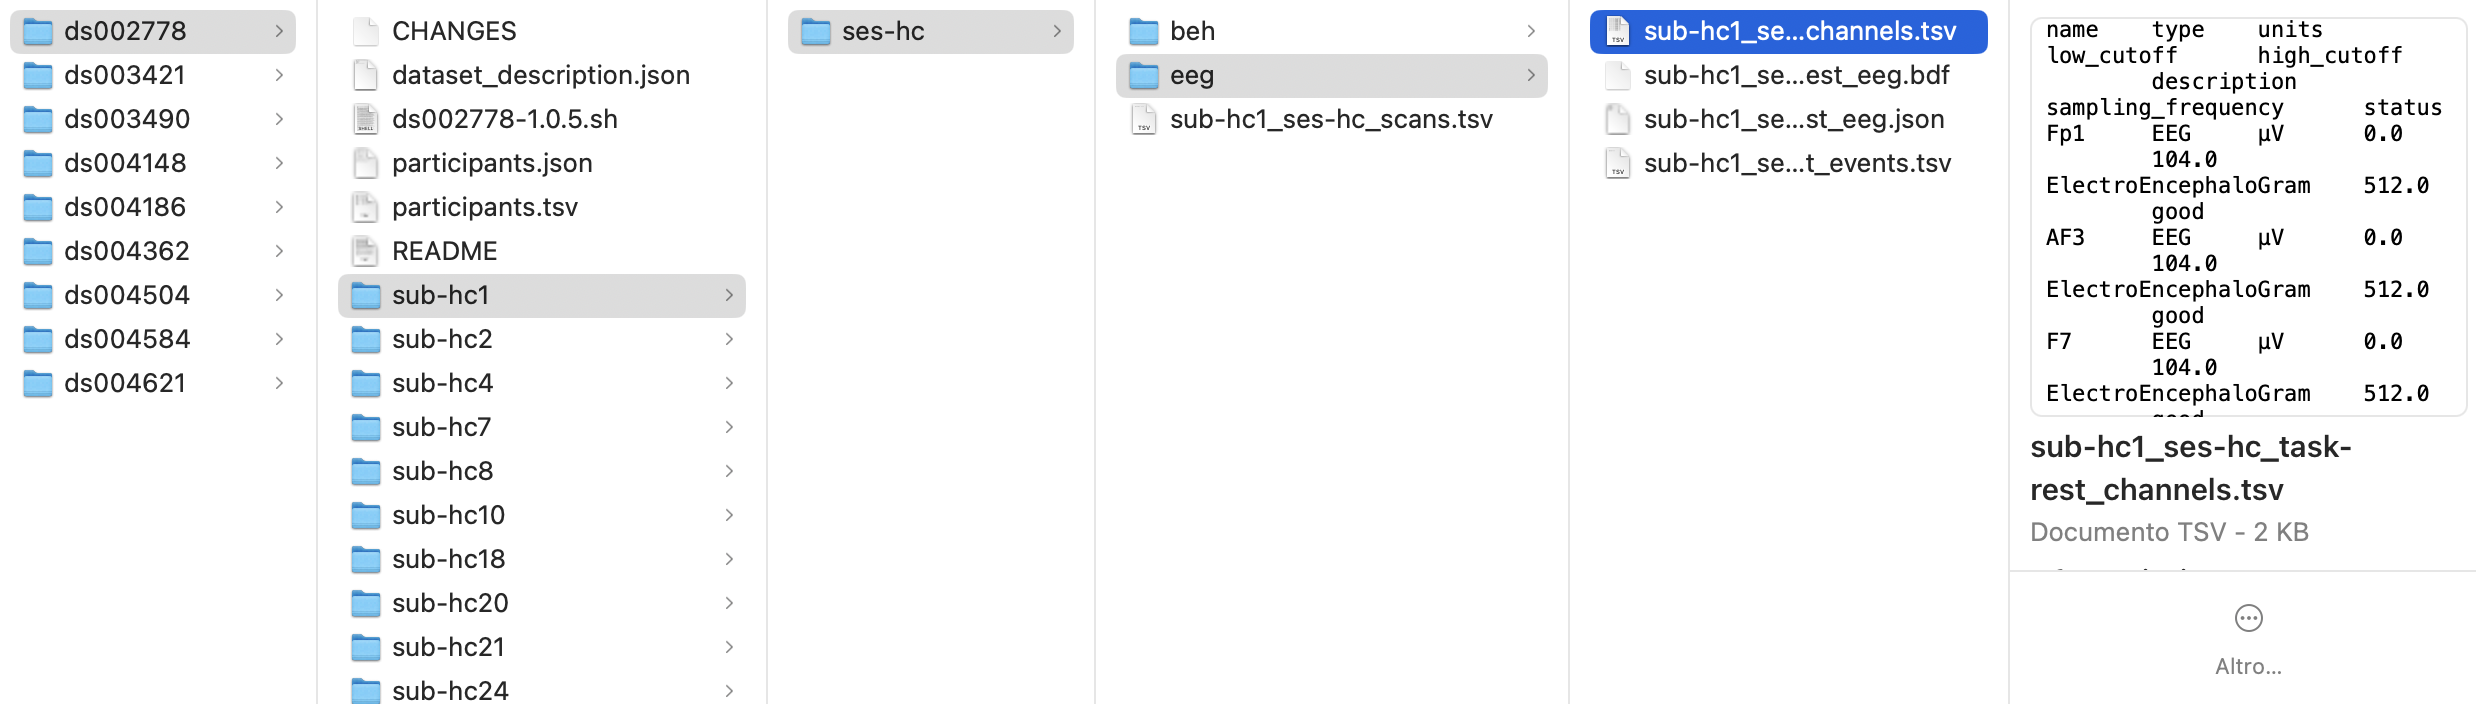 ds002778
ds003421
ds003490
ds004148
ds004186
ds004362
ds004504
ds004584
ds004621
CHANGES
dataset_description.json
ds002778-1.0.5.sh
participants.json
participants.tsv
README
sub-hc1
sub-hc2
sub-hc4
sub-hc7
sub-hc8
sub-hc10
sub-hc18
sub-hc20
sub-hc21
sub-hc24
ses-hc
beh
eeg
sub-hc1_ses-hc_scans.tsv
sub-hc1_se...channels.tsv
sub-hc1_se...est_eeg.bdf
sub-hc1_se...st_eeg.json
sub-hc1_se...t_events.tsv
name type units
low_cutoff high_cutoff
description
sampling_frequency status
Fp1 EEG µV 0.0
104.0
ElectroEncephaloGram 512.0
good
AF3 EEG µV 0.0
104.0
ElectroEncephaloGram 512.0
good
F7 EEG µV 0.0
104.0
ElectroEncephaloGram 512.0
sub-hc1_ses-hc_task-
rest_channels.tsv
Documento TSV - 2 KB
Altro...